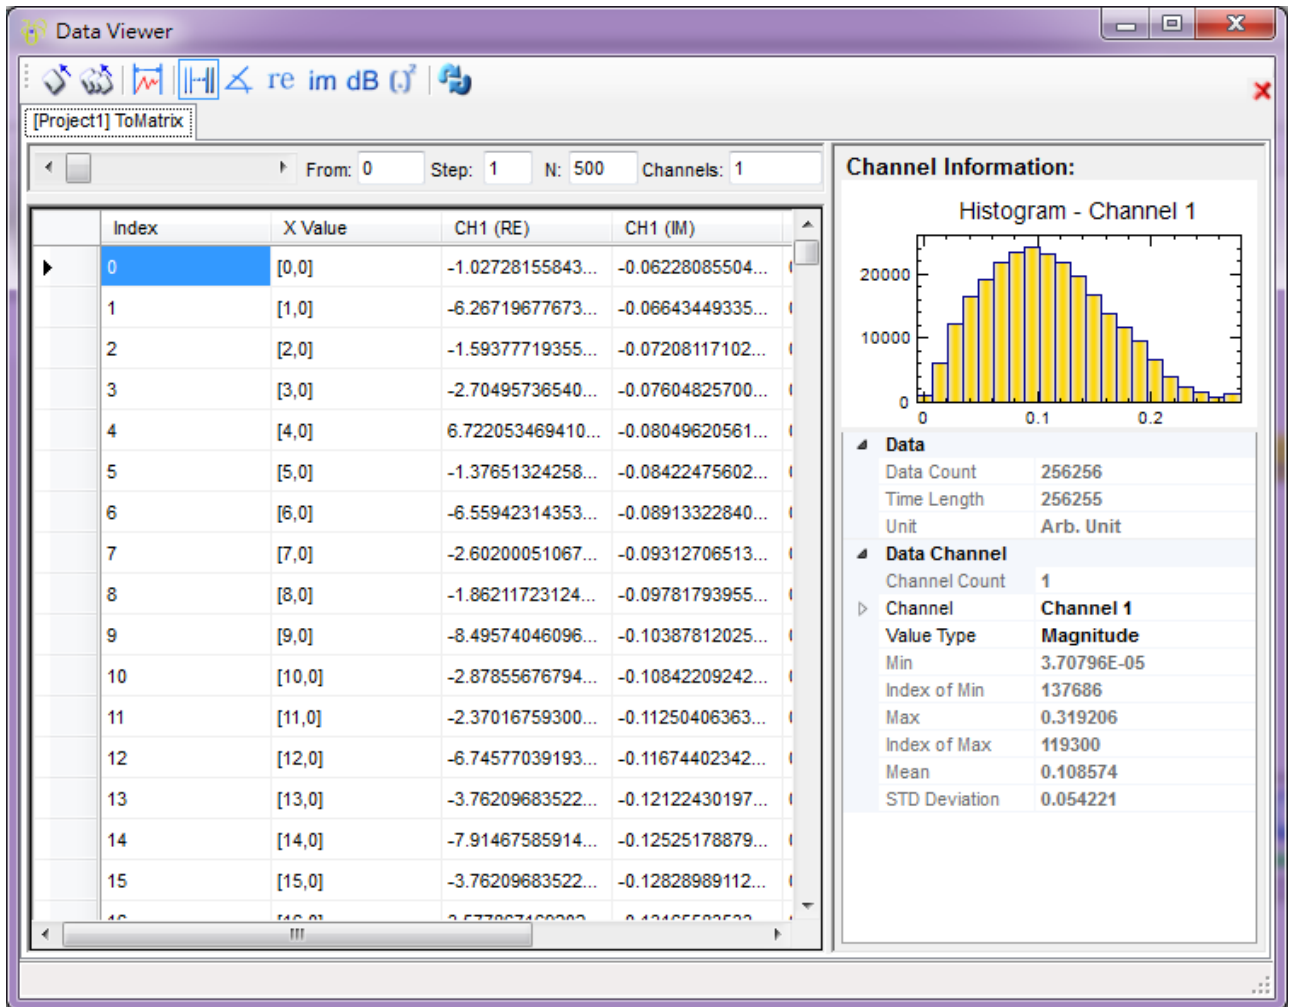 Data Viewer
re im dB (.)²
[Project1] ToMatrix
From: 0 Step: 1 N: 500 Channels: 1
Index X Value CH1 (RE) CH1 (IM)
0 [0,0] -1.02728155843... -0.06228085504...
1 [1,0] -6.26719677673... -0.06643449335...
2 [2,0] -1.59377719355... -0.07208117102...
3 [3,0] -2.70495736540... -0.07604825700...
4 [4,0] 6.722053469410... -0.08049620561...
5 [5,0] -1.37651324258... -0.08422475602...
6 [6,0] -6.55942314353... -0.08913322840...
7 [7,0] -2.60200051067... -0.09312706513...
8 [8,0] -1.86211723124... -0.09781793955...
9 [9,0] -8.49574046096... -0.10387812025...
10 [10,0] -2.87855676794... -0.10842209242...
11 [11,0] -2.37016759300... -0.11250406363...
12 [12,0] -6.74577039193... -0.11674402342...
13 [13,0] -3.76209683522... -0.12122430197...
14 [14,0] -7.91467585914... -0.12525178879...
15 [15,0] -3.76209683522... -0.12828989112...
Channel Information:
Histogram - Channel 1
20000
10000
0
0 0.1 0.2
Data
Data Count 256256
Time Length 256255
Unit Arb. Unit
Data Channel
Channel Count 1
Channel Channel 1
Value Type Magnitude
Min 3.70796E-05
Index of Min 137686
Max 0.319206
Index of Max 119300
Mean 0.108574
STD Deviation 0.054221